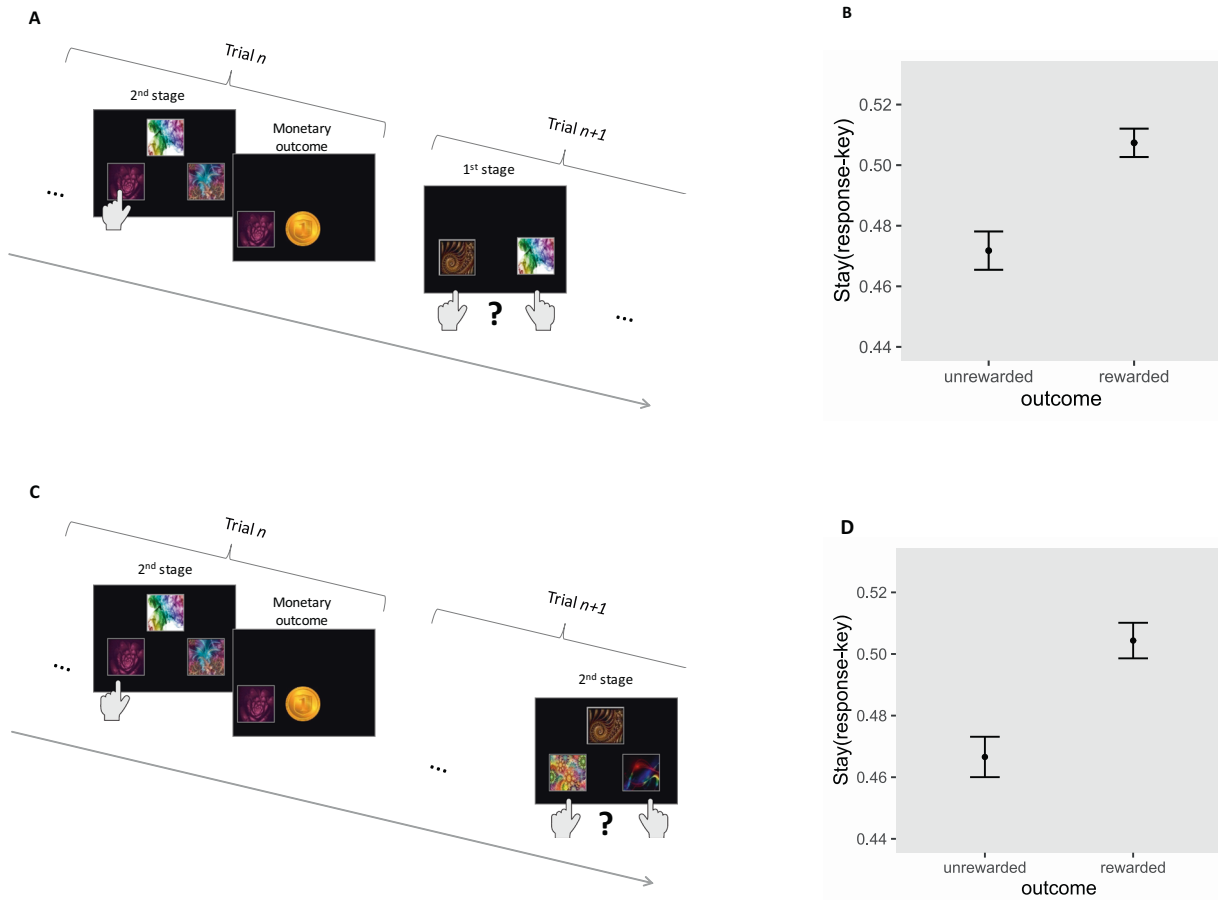 A
Trial n
2nd stage
Monetary
outcome
...
Trial n+1
1st stage
?
...
B
Stay(response-key)
0.52
0.50
0.48
0.46
0.44
unrewarded
rewarded
outcome
C
Trial n
2nd stage
Monetary
outcome
...
Trial n+1
2nd stage
...
?
D
Stay(response-key)
0.52
0.50
0.48
0.46
0.44
unrewarded
rewarded
outcome